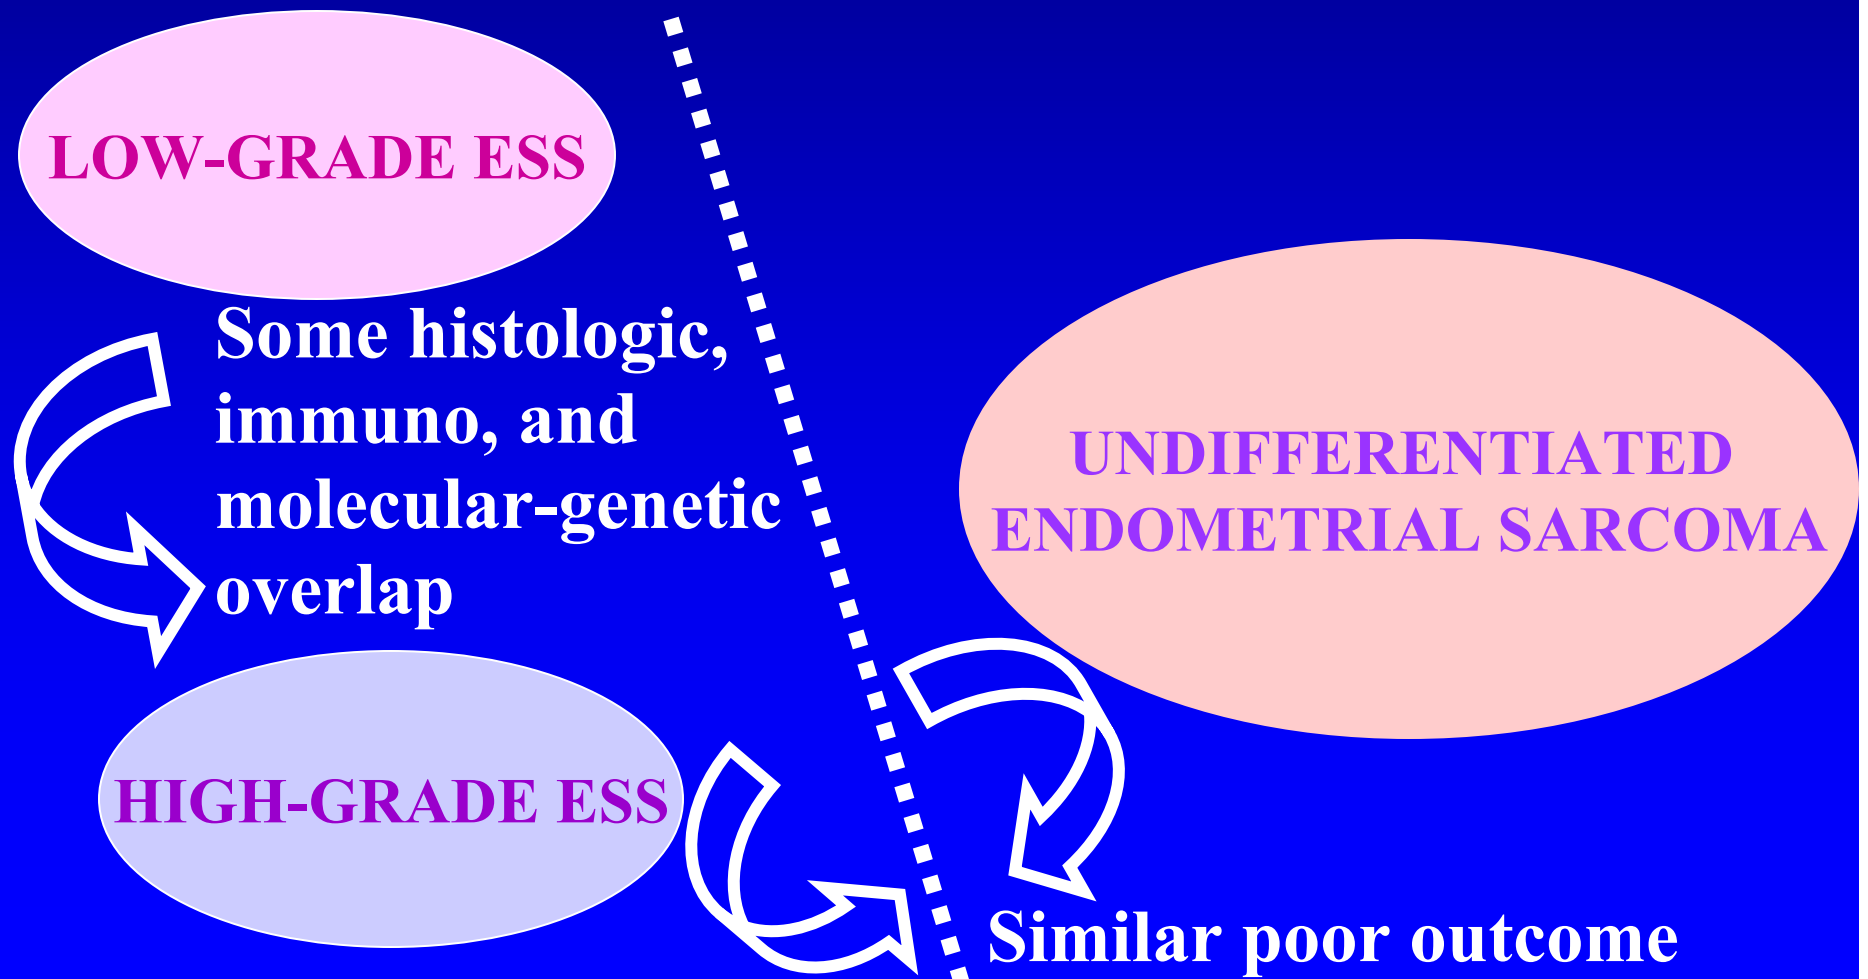 LOW-GRADE ESS
Some histologic,
immuno, and
molecular-genetic
overlap
HIGH-GRADE ESS
UNDIFFERENTIATED
ENDOMETRIAL SARCOMA
Similar poor outcome